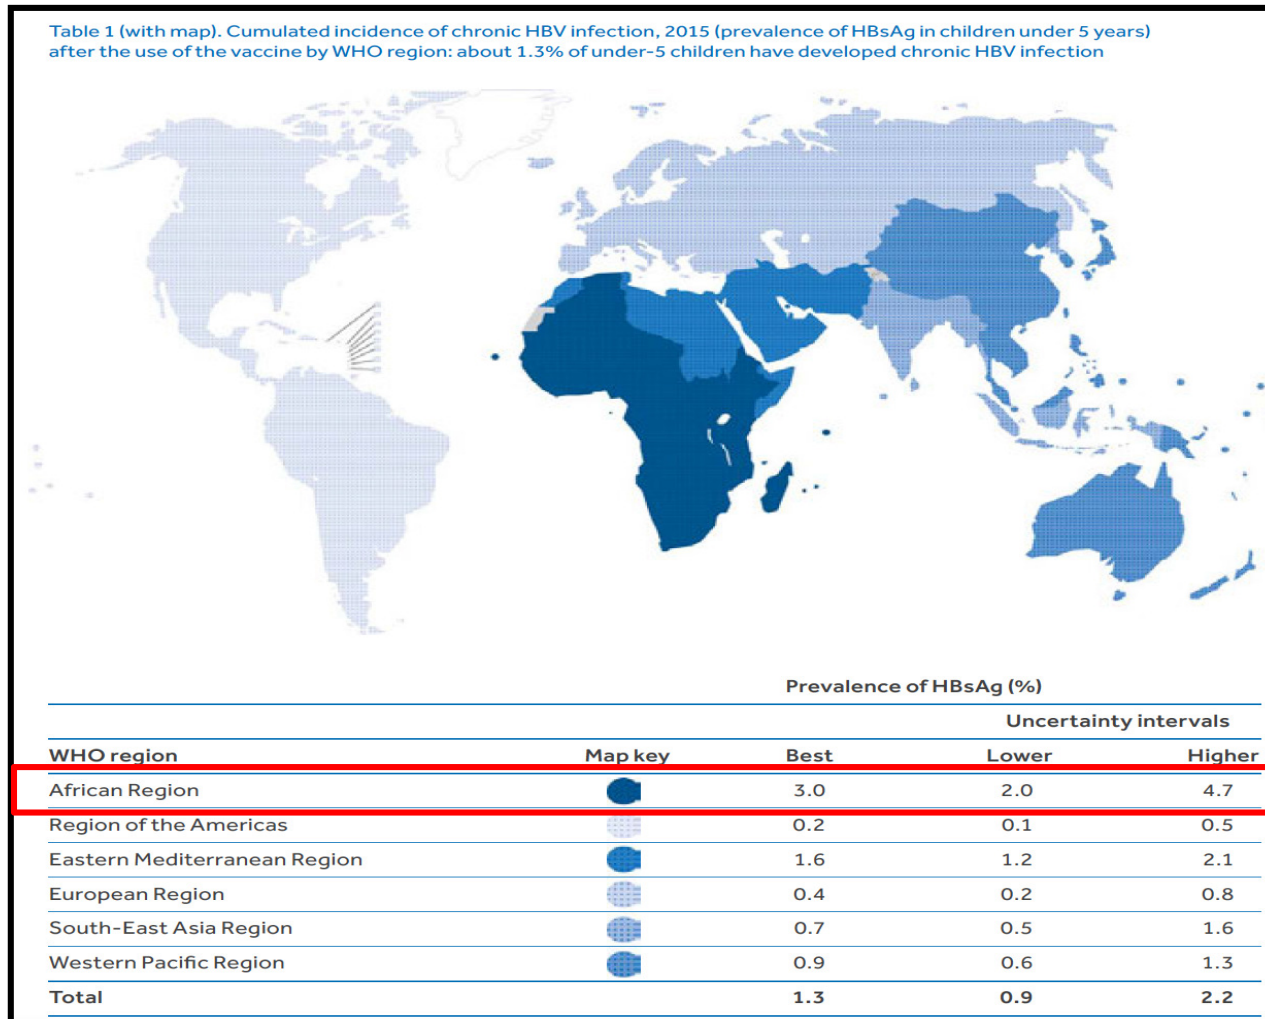 Table 1 (with map). Cumulated incidence of chronic HBV infection, 2015 (prevalence of HBsAg in children under 5 years)
after the use of the vaccine by WHO region: about 1.3% of under-5 children have developed chronic HBV infection
Prevalence of HBsAg (%)
Uncertainty intervals
WHO region Map key Best Lower Higher
African Region 3.0 2.0 4.7
Region of the Americas 0.2 0.1 0.5
Eastern Mediterranean Region 1.6 1.2 2.1
European Region 0.4 0.2 0.8
South-East Asia Region 0.7 0.5 1.6
Western Pacific Region 0.9 0.6 1.3
Total 1.3 0.9 2.2